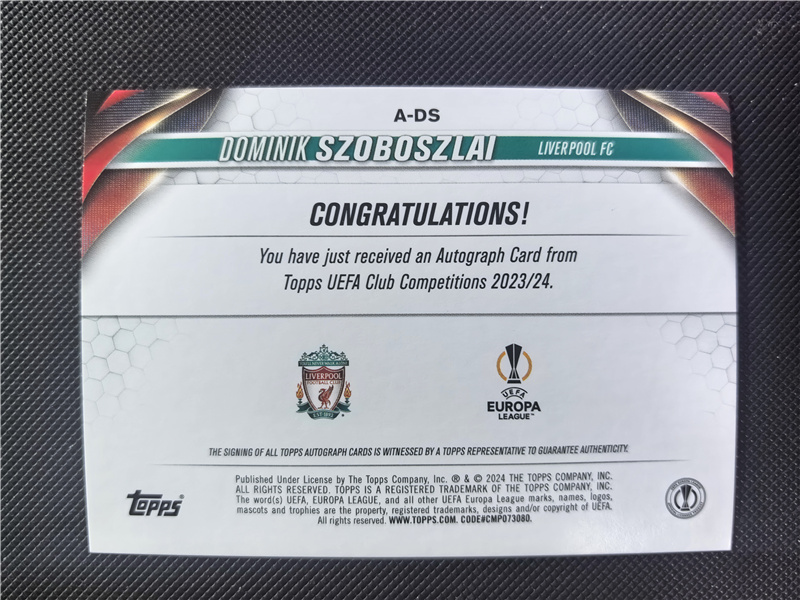 A-DS
DOMINIK SZOBOSZLAI LIVERPOOL FC
CONGRATULATIONS!
You have just received an Autograph Card from
Topps UEFA Club Competitions 2023/24.
LIVERPOOL
FOOTBALL CLUB
EST·1892
UEFA
EUROPA
LEAGUE™
THE SIGNING OF ALL TOPPS AUTOGRAPH CARDS IS WITNESSED BY A TOPPS REPRESENTATIVE TO GUARANTEE AUTHENTICITY.
Topps®
Published Under License by The Topps Company, Inc. ® & © 2024 THE TOPPS COMPANY, INC.
ALL RIGHTS RESERVED. TOPPS IS A REGISTERED TRADEMARK OF THE TOPPS COMPANY, INC.
The word(s) UEFA, EUROPA LEAGUE, and all other UEFA Europa League marks, names, logos,
mascots and trophies are the property, registered trademarks, designs and/or copyright of UEFA.
All rights reserved. WWW.TOPPS.COM. CODE#CMP073080.